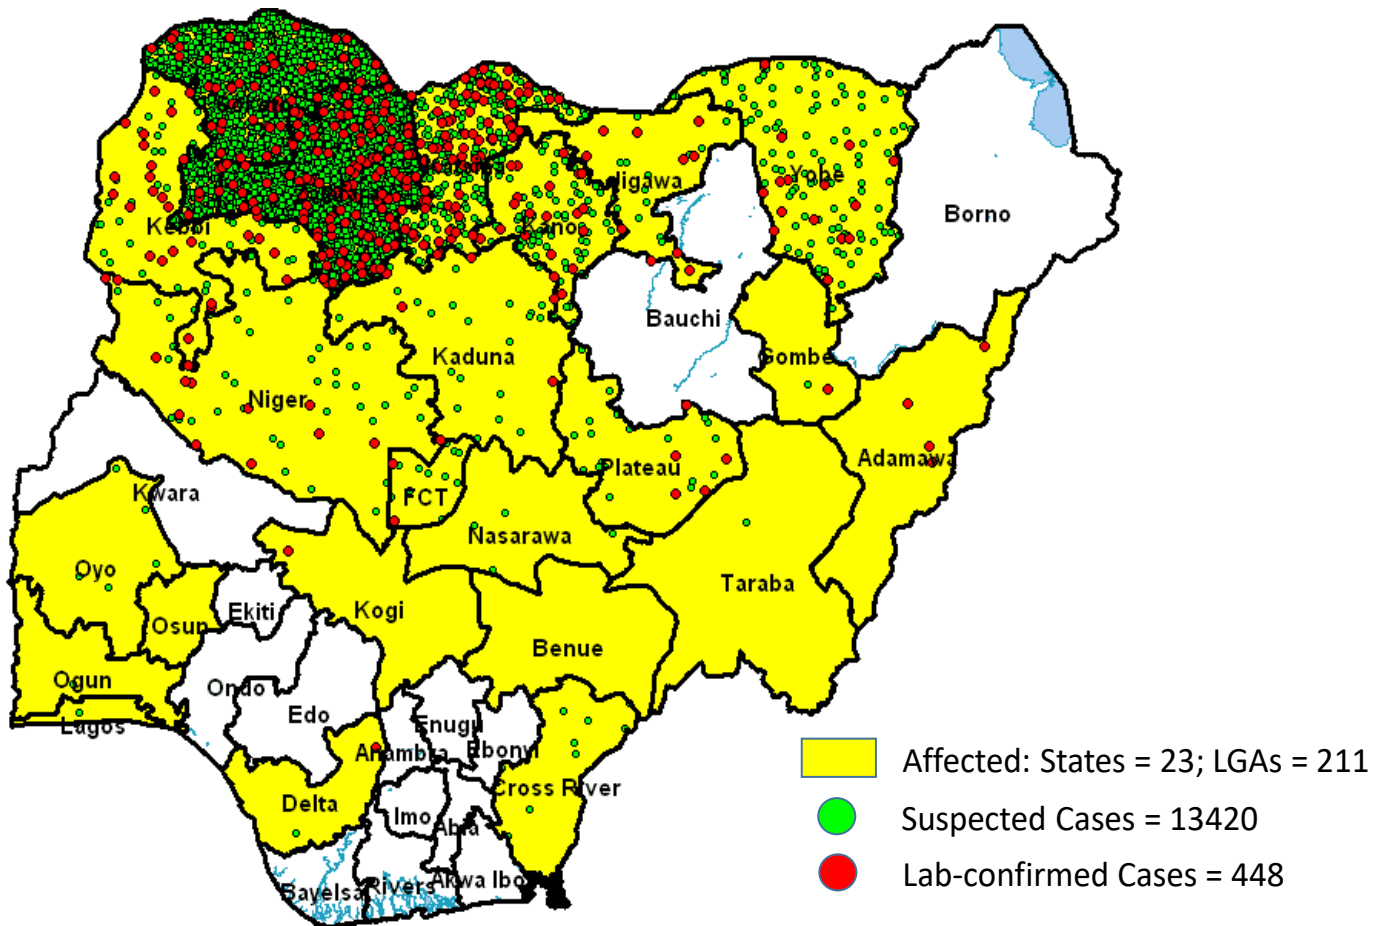 Yobe
Jigawa
Borno
Kebbi
Kano
Bauchi
Kaduna
Gombe
Niger
Adamawa
Plateau
Kwara
FCT
Nasarawa
Oyo
Taraba
Ekiti
Kogi
Osun
Benue
Ogun
Ondo
Edo
Lagos
Enugu
Anambra
Ebonyi
Cross River
Delta
Imo
Abia
Bayelsa
Rivers
Akwa Ibo
Affected: States = 23; LGAs = 211
Suspected Cases = 13420
Lab-confirmed Cases = 448